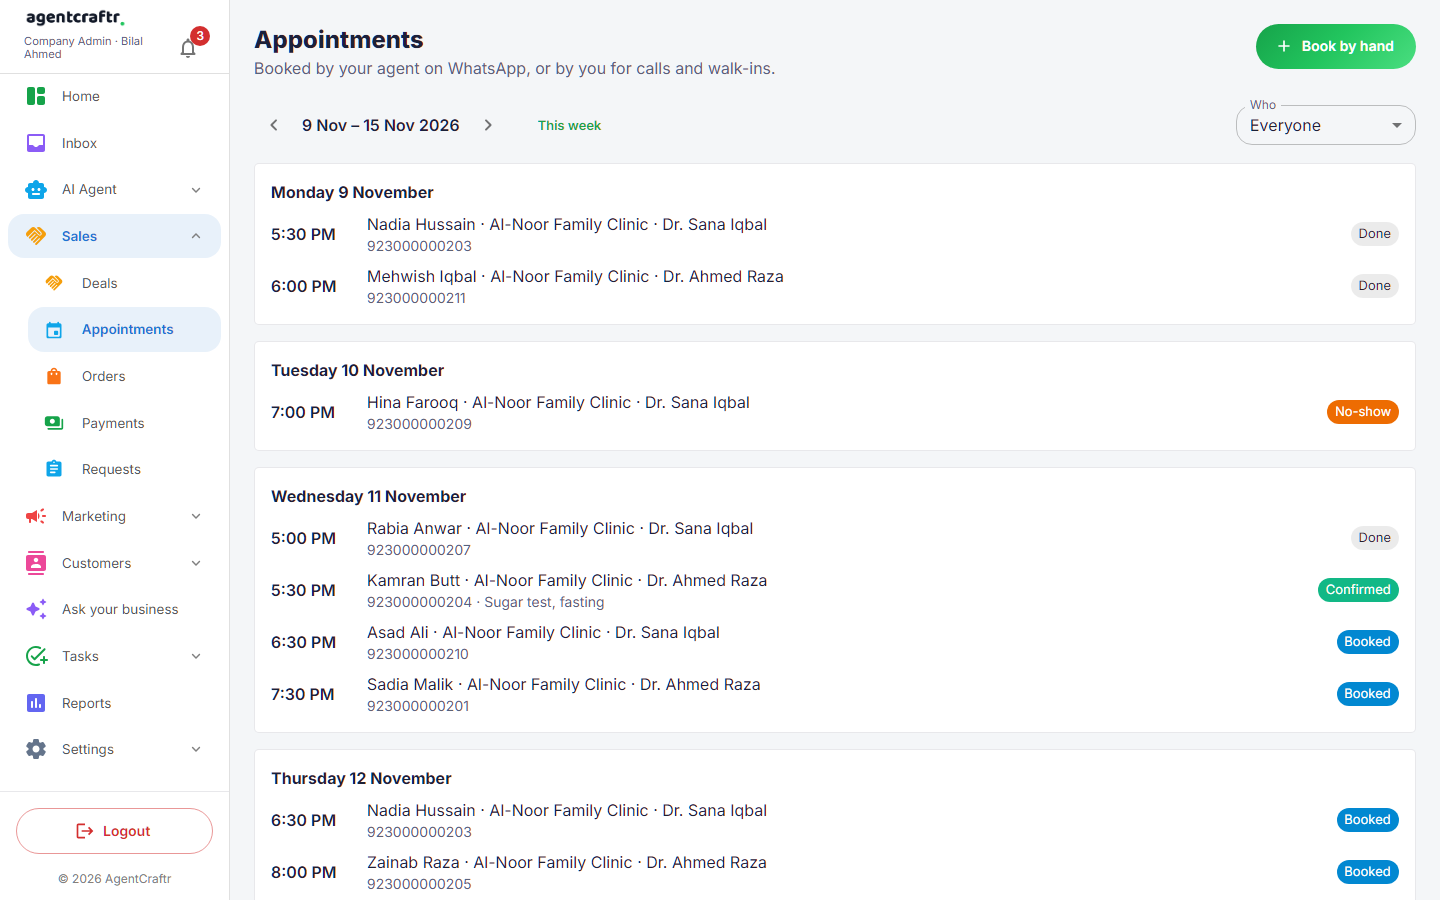 agentcraftr.
Company Admin · Bilal
Ahmed
3
Home
Inbox
AI Agent
Sales
Deals
Appointments
Orders
Payments
Requests
Marketing
Customers
Ask your business
Tasks
Reports
Settings
Logout
© 2026 AgentCraftr
Appointments
Booked by your agent on WhatsApp, or by you for calls and walk-ins.
+ Book by hand
9 Nov – 15 Nov 2026
This week
Who
Everyone
Monday 9 November
5:30 PM
Nadia Hussain · Al-Noor Family Clinic · Dr. Sana Iqbal
923000000203
Done
6:00 PM
Mehwish Iqbal · Al-Noor Family Clinic · Dr. Ahmed Raza
923000000211
Done
Tuesday 10 November
7:00 PM
Hina Farooq · Al-Noor Family Clinic · Dr. Sana Iqbal
923000000209
No-show
Wednesday 11 November
5:00 PM
Rabia Anwar · Al-Noor Family Clinic · Dr. Sana Iqbal
923000000207
Done
5:30 PM
Kamran Butt · Al-Noor Family Clinic · Dr. Ahmed Raza
923000000204 · Sugar test, fasting
Confirmed
6:30 PM
Asad Ali · Al-Noor Family Clinic · Dr. Sana Iqbal
923000000210
Booked
7:30 PM
Sadia Malik · Al-Noor Family Clinic · Dr. Ahmed Raza
923000000201
Booked
Thursday 12 November
6:30 PM
Nadia Hussain · Al-Noor Family Clinic · Dr. Sana Iqbal
923000000203
Booked
8:00 PM
Zainab Raza · Al-Noor Family Clinic · Dr. Ahmed Raza
923000000205
Booked